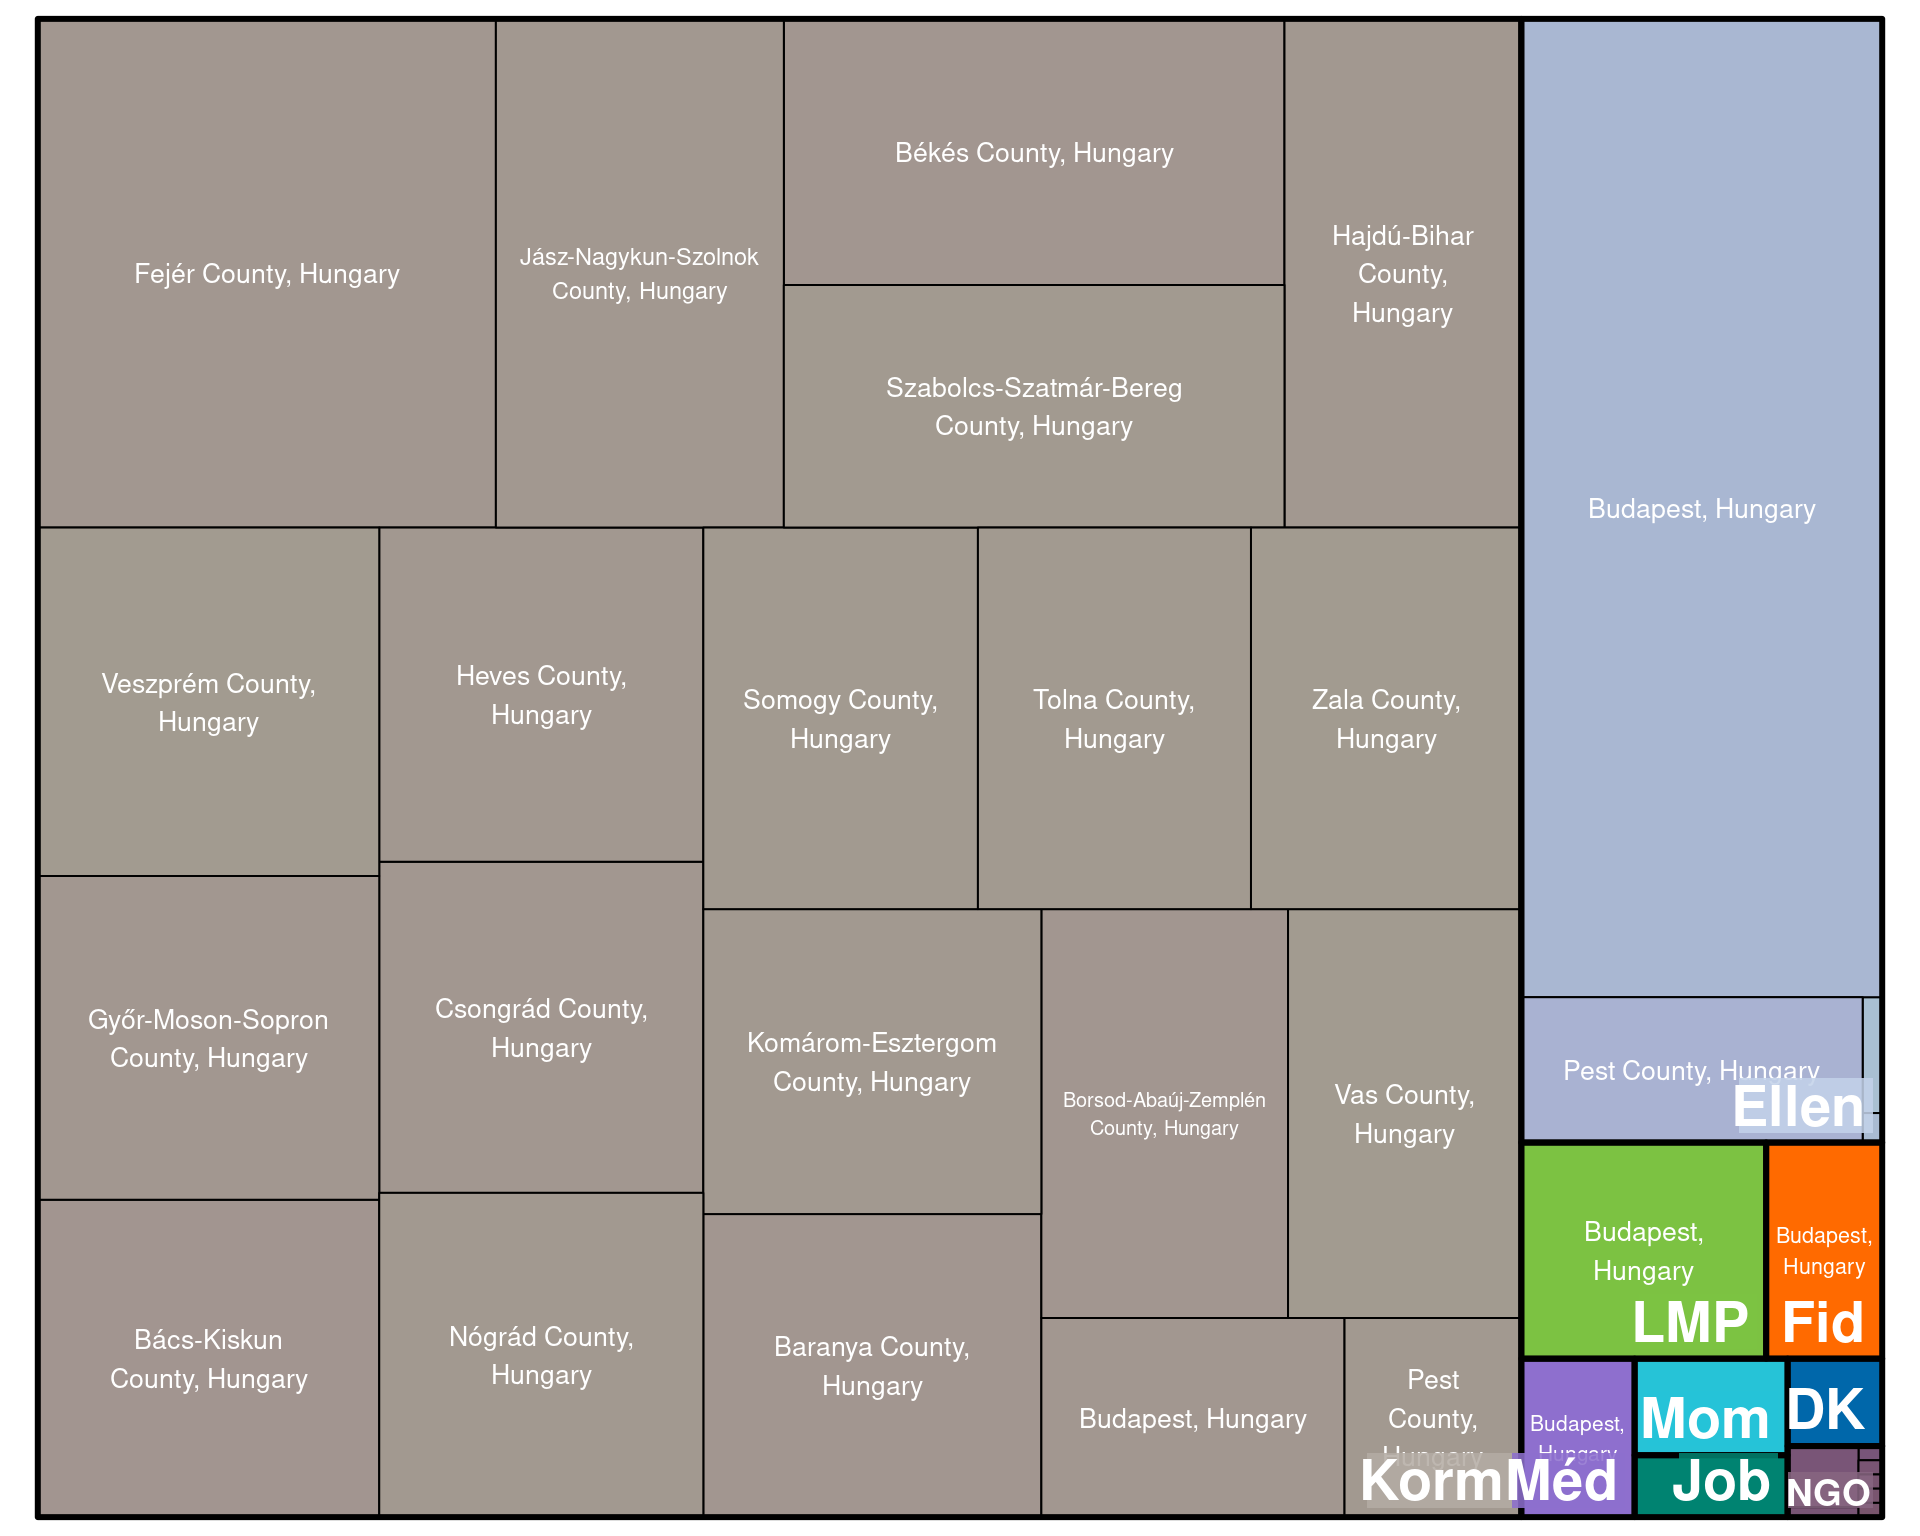 Fejér County, Hungary
Jász-Nagykun-Szolnok
County, Hungary
Békés County, Hungary
Szabolcs-Szatmár-Bereg
County, Hungary
Hajdú-Bihar
County,
Hungary
Veszprém County,
Hungary
Heves County,
Hungary
Somogy County,
Hungary
Tolna County,
Hungary
Zala County,
Hungary
Győr-Moson-Sopron
County, Hungary
Csongrád County,
Hungary
Komárom-Esztergom
County, Hungary
Borsod-Abaúj-Zemplén
County, Hungary
Vas County,
Hungary
Bács-Kiskun
County, Hungary
Nógrád County,
Hungary
Baranya County,
Hungary
Budapest, Hungary
Pest
County,
Hungary
Korm
Budapest, Hungary
Pest County, Hungary
Ellen
Budapest,
Hungary
LMP
Budapest,
Hungary
Fid
Budapest,
Hungary
Méd
Mom
Job
DK
NGO